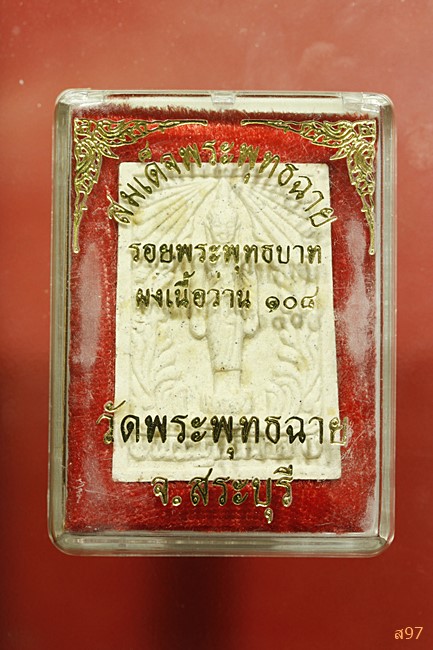 สมเด็จพระพุทธฉาย
รอยพระพุทธบาท
ผงเนื้อว่าน ๑๐๘
วัดพระพุทธฉาย
จ.สระบุรี
ส97